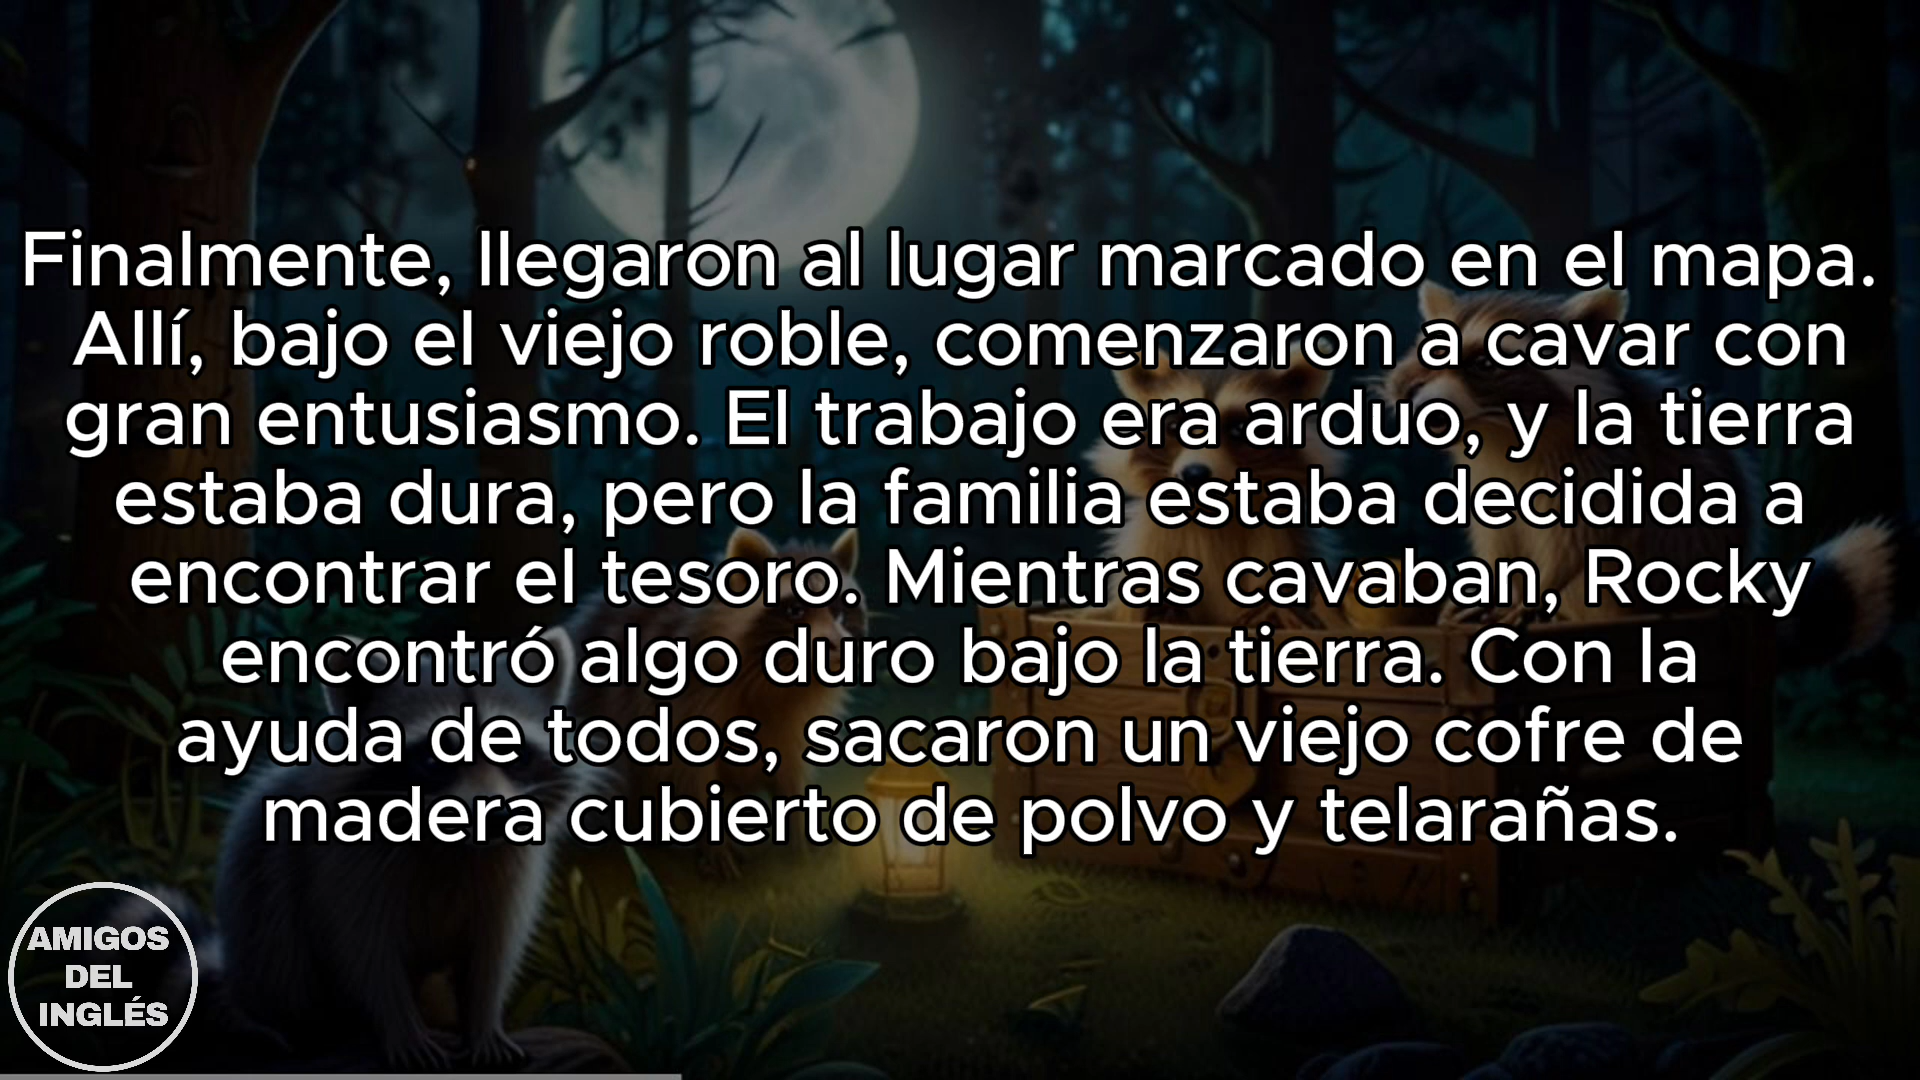 Finalmente, llegaron al lugar marcado en el mapa.
Allí, bajo el viejo roble, comenzaron a cavar con
gran entusiasmo. El trabajo era arduo, y la tierra
estaba dura, pero la familia estaba decidida a
encontrar el tesoro. Mientras cavaban, Rocky
encontró algo duro bajo la tierra. Con la
ayuda de todos, sacaron un viejo cofre de
madera cubierto de polvo y telarañas.
AMIGOS
DEL
INGLÉS